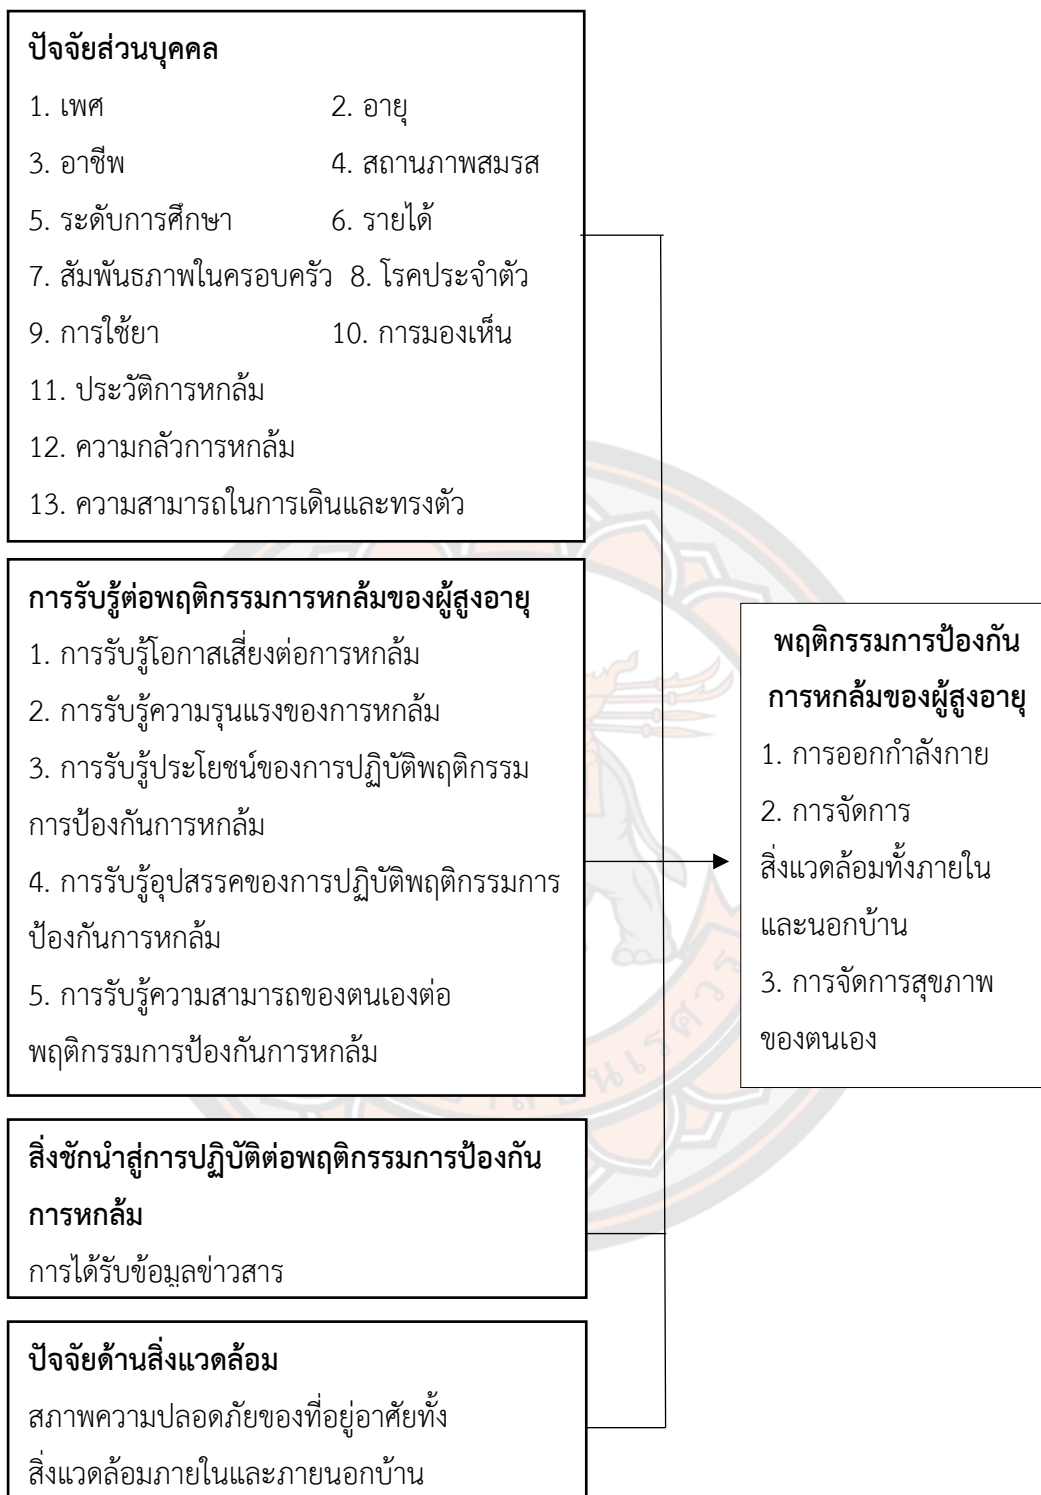 ปัจจัยส่วนบุคคล
1. เพศ 2. อายุ
3. อาชีพ 4. สถานภาพสมรส
5. ระดับการศึกษา 6. รายได้
7. สัมพันธภาพในครอบครัว 8. โรคประจำตัว
9. การใช้ยา 10. การมองเห็น
11. ประวัติการหกล้ม
12. ความกลัวการหกล้ม
13. ความสามารถในการเดินและทรงตัว
การรับรู้ต่อพฤติกรรมการหกล้มของผู้สูงอายุ
1. การรับรู้โอกาสเสี่ยงต่อการหกล้ม
2. การรับรู้ความรุนแรงของการหกล้ม
3. การรับรู้ประโยชน์ของการปฏิบัติพฤติกรรม
การป้องกันการหกล้ม
4. การรับรู้อุปสรรคของการปฏิบัติพฤติกรรมการ
ป้องกันการหกล้ม
5. การรับรู้ความสามารถของตนเองต่อ
พฤติกรรมการป้องกันการหกล้ม
สิ่งชักนำสู่การปฏิบัติต่อพฤติกรรมการป้องกัน
การหกล้ม
การได้รับข้อมูลข่าวสาร
ปัจจัยด้านสิ่งแวดล้อม
สภาพความปลอดภัยของที่อยู่อาศัยทั้ง
สิ่งแวดล้อมภายในและภายนอกบ้าน
พฤติกรรมการป้องกัน
การหกล้มของผู้สูงอายุ
1. การออกกำลังกาย
2. การจัดการ
สิ่งแวดล้อมทั้งภายใน
และนอกบ้าน
3. การจัดการสุขภาพ
ของตนเอง